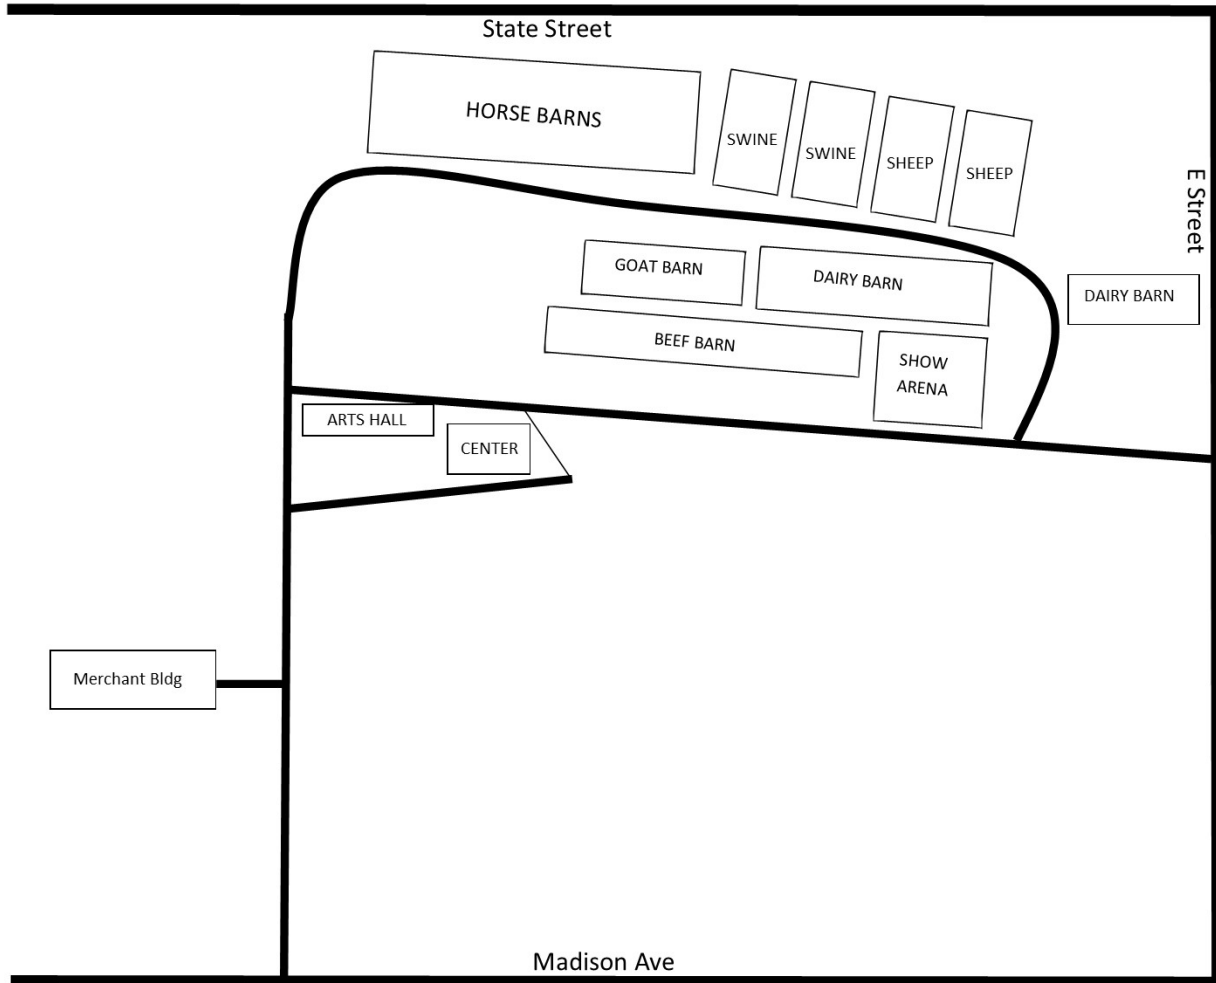 State Street
HORSE BARNS
SWINE
SWINE
SHEEP
SHEEP
E Street
GOAT BARN
DAIRY BARN
DAIRY BARN
BEEF BARN
SHOW
ARENA
ARTS HALL
CENTER
Merchant Bldg
Madison Ave